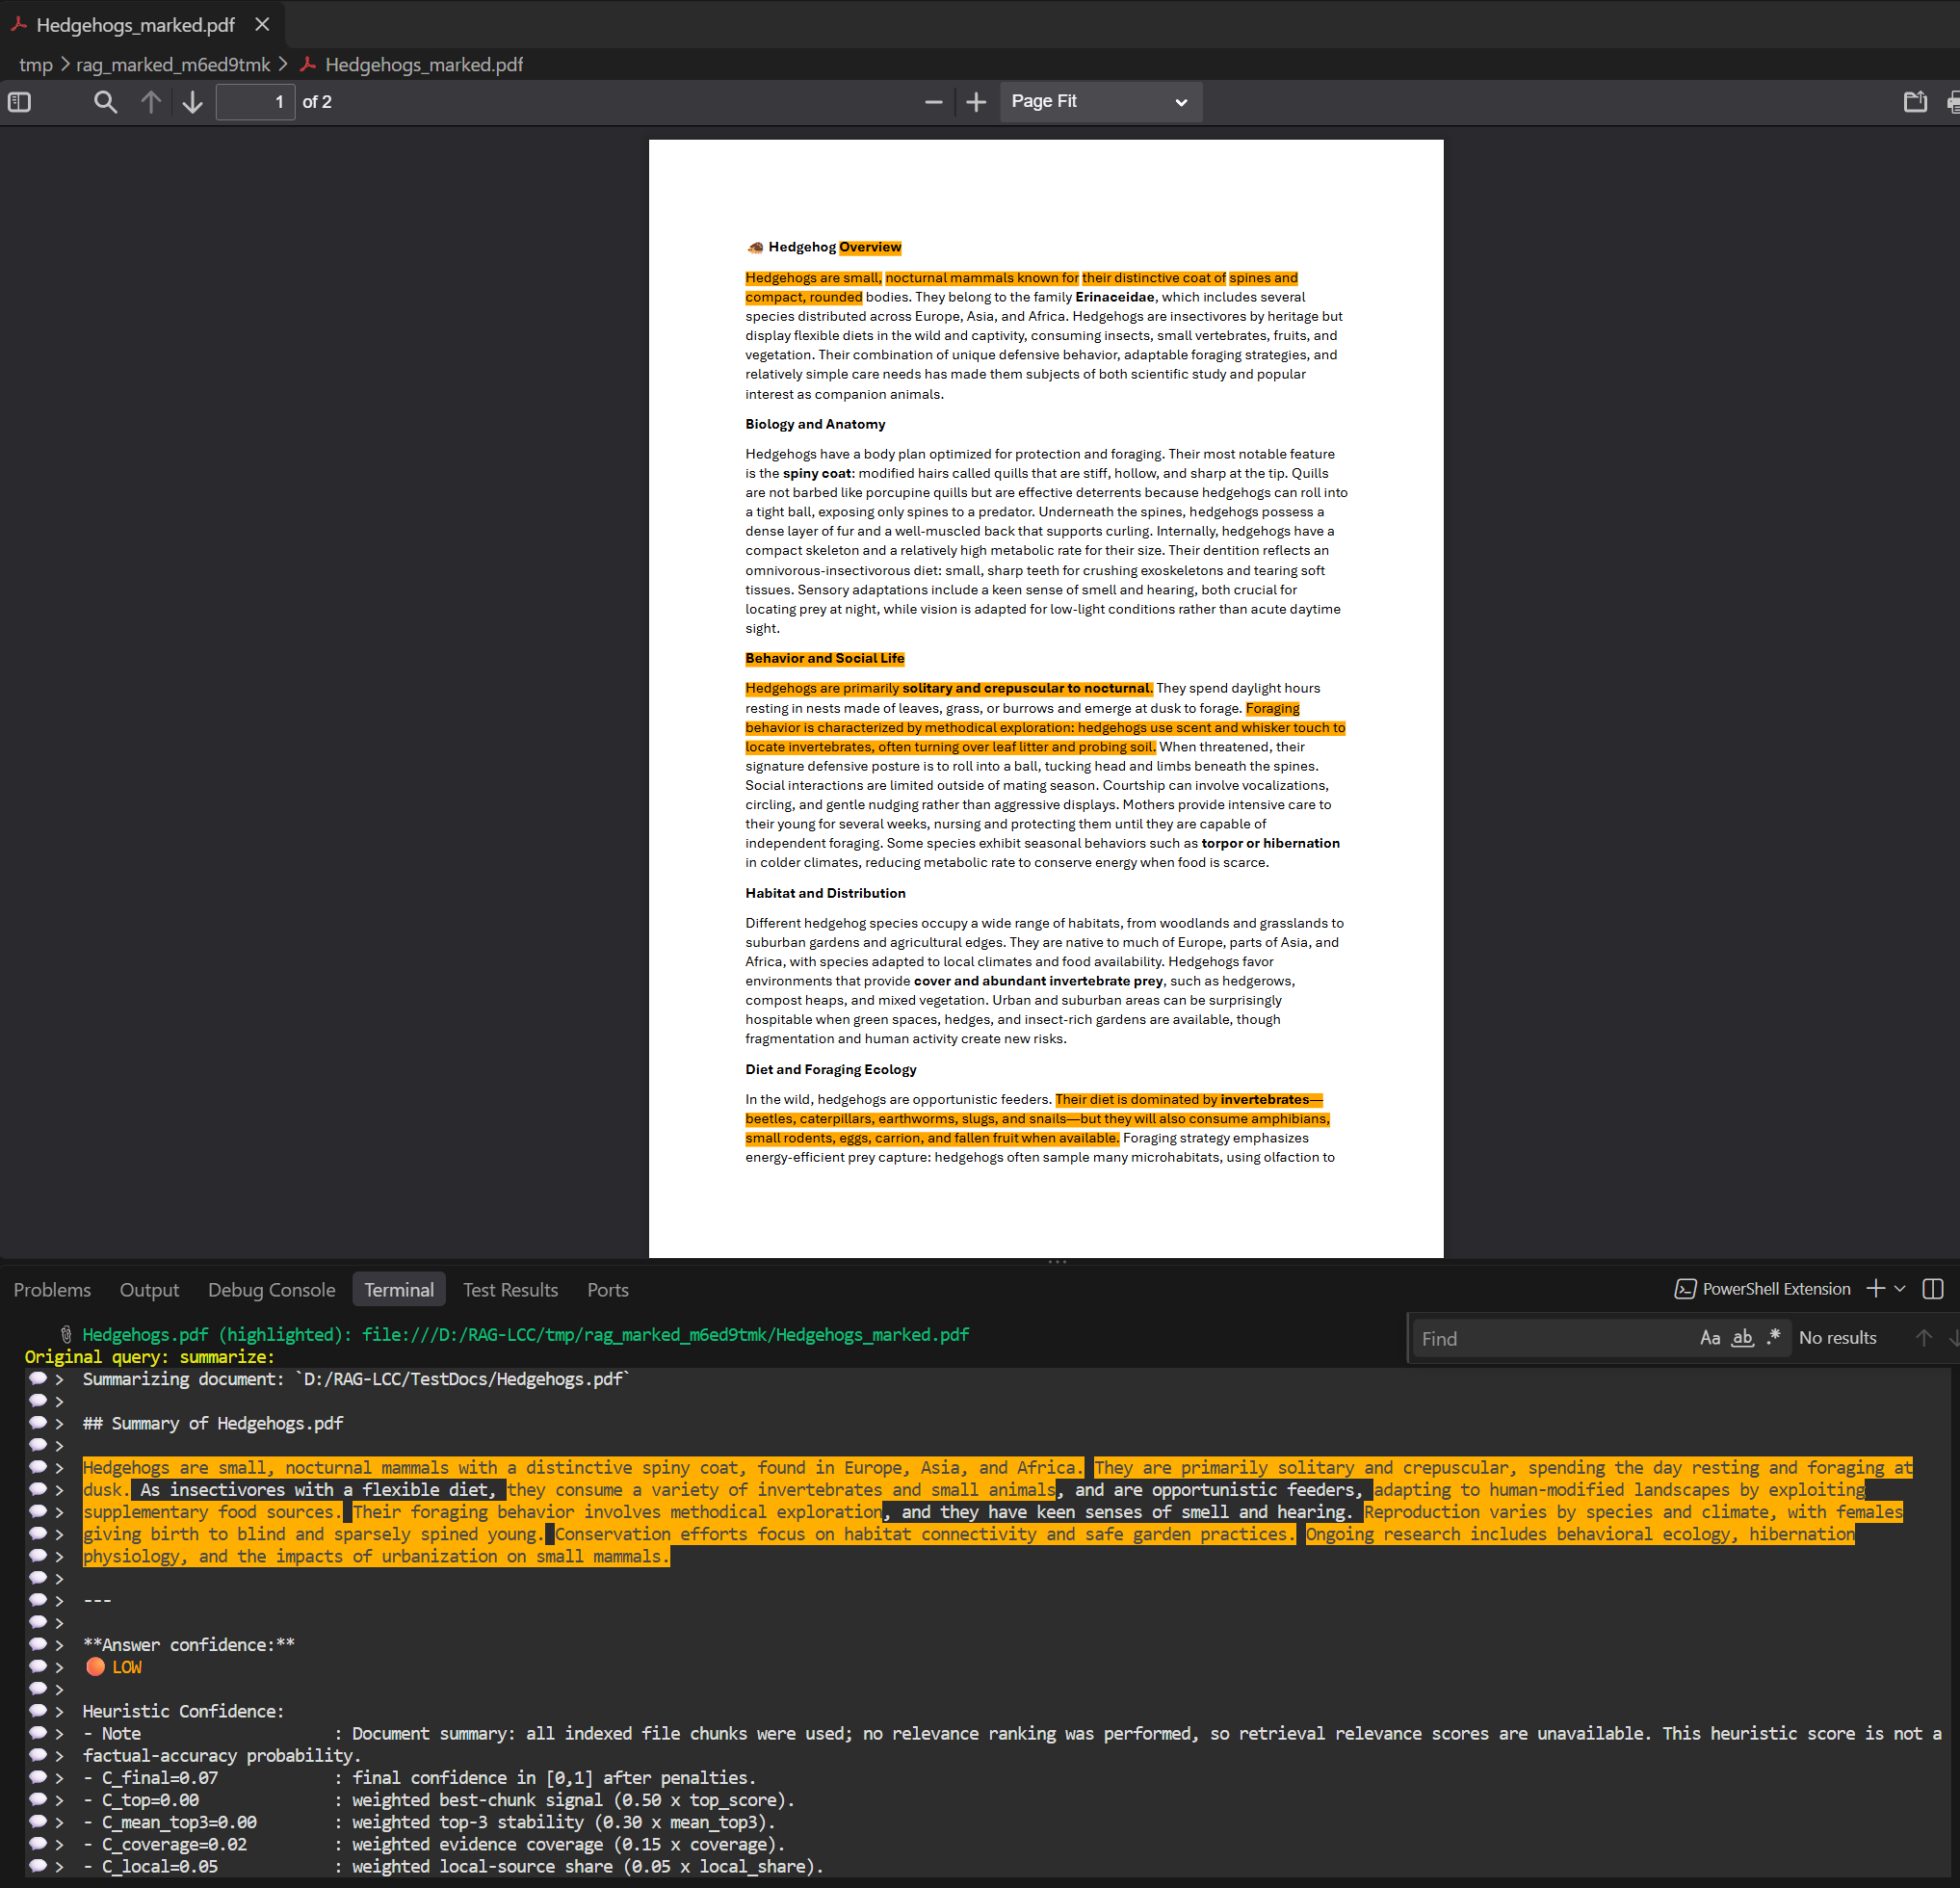 Hedgehogs_marked.pdf
tmp > rag_marked_m6ed9tmk > Hedgehogs_marked.pdf
1 of 2
Page Fit
🦔 Hedgehog Overview
Hedgehogs are small, nocturnal mammals known for their distinctive coat of spines and
compact, rounded bodies. They belong to the family Erinaceidae, which includes several
species distributed across Europe, Asia, and Africa. Hedgehogs are insectivores by heritage but
display flexible diets in the wild and captivity, consuming insects, small vertebrates, fruits, and
vegetation. Their combination of unique defensive behavior, adaptable foraging strategies, and
relatively simple care needs has made them subjects of both scientific study and popular
interest as companion animals.
Biology and Anatomy
Hedgehogs have a body plan optimized for protection and foraging. Their most notable feature
is the spiny coat: modified hairs called quills that are stiff, hollow, and sharp at the tip. Quills
are not barbed like porcupine quills but are effective deterrents because hedgehogs can roll into
a tight ball, exposing only spines to a predator. Underneath the spines, hedgehogs possess a
dense layer of fur and a well-muscled back that supports curling. Internally, hedgehogs have a
compact skeleton and a relatively high metabolic rate for their size. Their dentition reflects an
omnivorous-insectivorous diet: small, sharp teeth for crushing exoskeletons and tearing soft
tissues. Sensory adaptations include a keen sense of smell and hearing, both crucial for
locating prey at night, while vision is adapted for low-light conditions rather than acute daytime
sight.
Behavior and Social Life
Hedgehogs are primarily solitary and crepuscular to nocturnal. They spend daylight hours
resting in nests made of leaves, grass, or burrows and emerge at dusk to forage. Foraging
behavior is characterized by methodical exploration: hedgehogs use scent and whisker touch to
locate invertebrates, often turning over leaf litter and probing soil. When threatened, their
signature defensive posture is to roll into a ball, tucking head and limbs beneath the spines.
Social interactions are limited outside of mating season. Courtship can involve vocalizations,
circling, and gentle nudging rather than aggressive displays. Mothers provide intensive care to
their young for several weeks, nursing and protecting them until they are capable of
independent foraging. Some species exhibit seasonal behaviors such as torpor or hibernation
in colder climates, reducing metabolic rate to conserve energy when food is scarce.
Habitat and Distribution
Different hedgehog species occupy a wide range of habitats, from woodlands and grasslands to
suburban gardens and agricultural edges. They are native to much of Europe, parts of Asia, and
Africa, with species adapted to local climates and food availability. Hedgehogs favor
environments that provide cover and abundant invertebrate prey, such as hedgerows,
compost heaps, and mixed vegetation. Urban and suburban areas can be surprisingly
hospitable when green spaces, hedges, and insect-rich gardens are available, though
fragmentation and human activity create new risks.
Diet and Foraging Ecology
In the wild, hedgehogs are opportunistic feeders. Their diet is dominated by invertebrates—
beetles, caterpillars, earthworms, slugs, and snails—but they will also consume amphibians,
small rodents, eggs, carrion, and fallen fruit when available. Foraging strategy emphasizes
energy-efficient prey capture: hedgehogs often sample many microhabitats, using olfaction to
Problems Output Debug Console Terminal Test Results Ports
PowerShell Extension
Find Aa ab .* No results
Hedgehogs.pdf (highlighted): file:///D:/RAG-LCC/tmp/rag_marked_m6ed9tmk/Hedgehogs_marked.pdf
Original query: summarize:
> Summarizing document: `D:/RAG-LCC/TestDocs/Hedgehogs.pdf`
>
> ## Summary of Hedgehogs.pdf
>
> Hedgehogs are small, nocturnal mammals with a distinctive spiny coat, found in Europe, Asia, and Africa. They are primarily solitary and crepuscular, spending the day resting and foraging at
> dusk. As insectivores with a flexible diet, they consume a variety of invertebrates and small animals, and are opportunistic feeders, adapting to human-modified landscapes by exploiting
> supplementary food sources. Their foraging behavior involves methodical exploration, and they have keen senses of smell and hearing. Reproduction varies by species and climate, with females
> giving birth to blind and sparsely spined young. Conservation efforts focus on habitat connectivity and safe garden practices. Ongoing research includes behavioral ecology, hibernation
> physiology, and the impacts of urbanization on small mammals.
>
> ---
>
> **Answer confidence:**
> 🔴 LOW
>
> Heuristic Confidence:
> - Note : Document summary: all indexed file chunks were used; no relevance ranking was performed, so retrieval relevance scores are unavailable. This heuristic score is not a
> factual-accuracy probability.
> - C_final=0.07 : final confidence in [0,1] after penalties.
> - C_top=0.00 : weighted best-chunk signal (0.50 x top_score).
> - C_mean_top3=0.00 : weighted top-3 stability (0.30 x mean_top3).
> - C_coverage=0.02 : weighted evidence coverage (0.15 x coverage).
> - C_local=0.05 : weighted local-source share (0.05 x local_share).